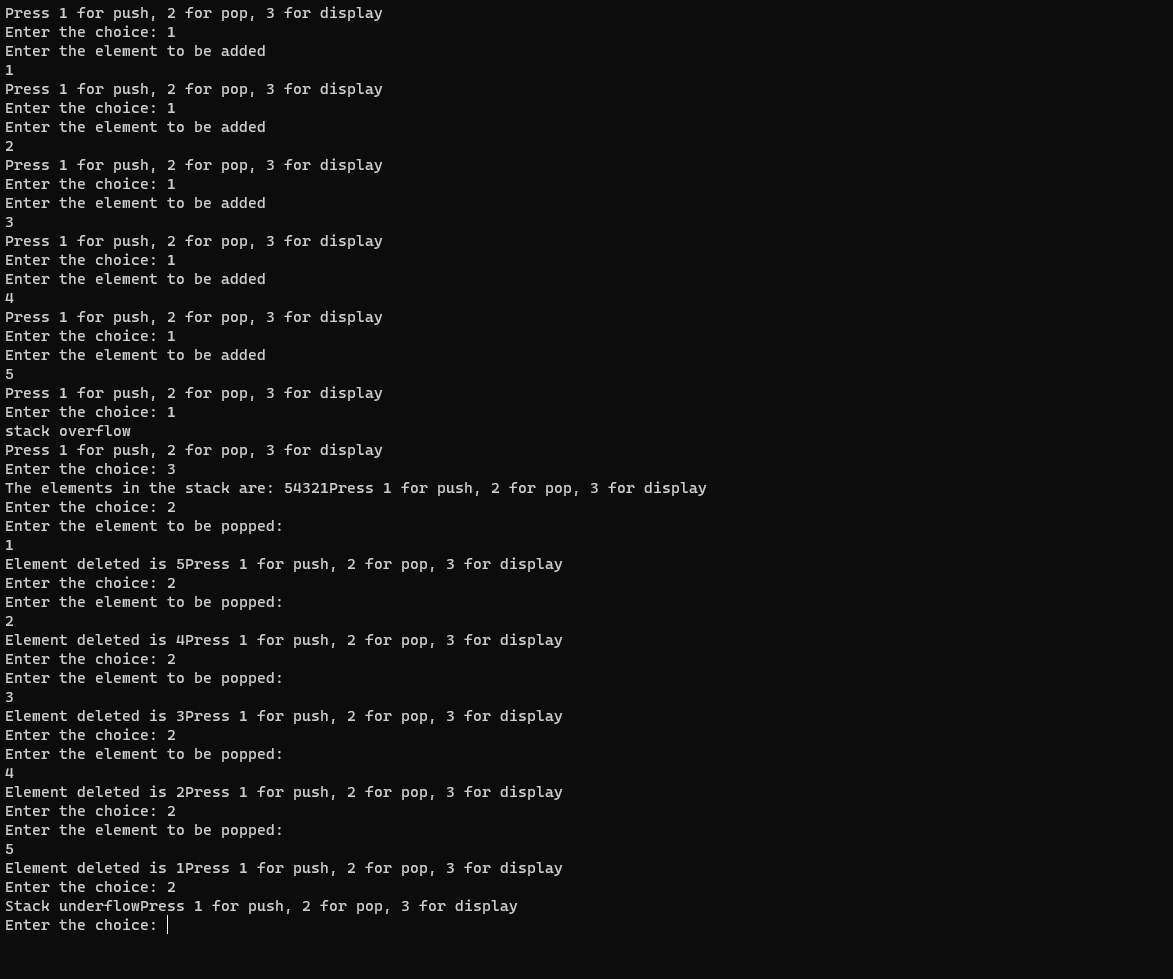 Press 1 for push, 2 for pop, 3 for display
Enter the choice: 1
Enter the element to be added
1
Press 1 for push, 2 for pop, 3 for display
Enter the choice: 1
Enter the element to be added
2
Press 1 for push, 2 for pop, 3 for display
Enter the choice: 1
Enter the element to be added
3
Press 1 for push, 2 for pop, 3 for display
Enter the choice: 1
Enter the element to be added
4
Press 1 for push, 2 for pop, 3 for display
Enter the choice: 1
Enter the element to be added
5
Press 1 for push, 2 for pop, 3 for display
Enter the choice: 1
stack overflow
Press 1 for push, 2 for pop, 3 for display
Enter the choice: 3
The elements in the stack are: 54321Press 1 for push, 2 for pop, 3 for display
Enter the choice: 2
Enter the element to be popped:
1
Element deleted is 5Press 1 for push, 2 for pop, 3 for display
Enter the choice: 2
Enter the element to be popped:
2
Element deleted is 4Press 1 for push, 2 for pop, 3 for display
Enter the choice: 2
Enter the element to be popped:
3
Element deleted is 3Press 1 for push, 2 for pop, 3 for display
Enter the choice: 2
Enter the element to be popped:
4
Element deleted is 2Press 1 for push, 2 for pop, 3 for display
Enter the choice: 2
Enter the element to be popped:
5
Element deleted is 1Press 1 for push, 2 for pop, 3 for display
Enter the choice: 2
Stack underflowPress 1 for push, 2 for pop, 3 for display
Enter the choice: